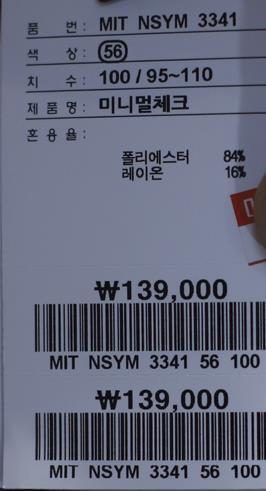 품 번: MIT NSYM 3341
색 상: 56
치 수: 100 / 95~110
제 품 명: 미니멀체크
혼 용 율:
폴리에스터 84%
레이온 16%
₩139,000
MIT NSYM 3341 56 100
₩139,000
MIT NSYM 3341 56 100